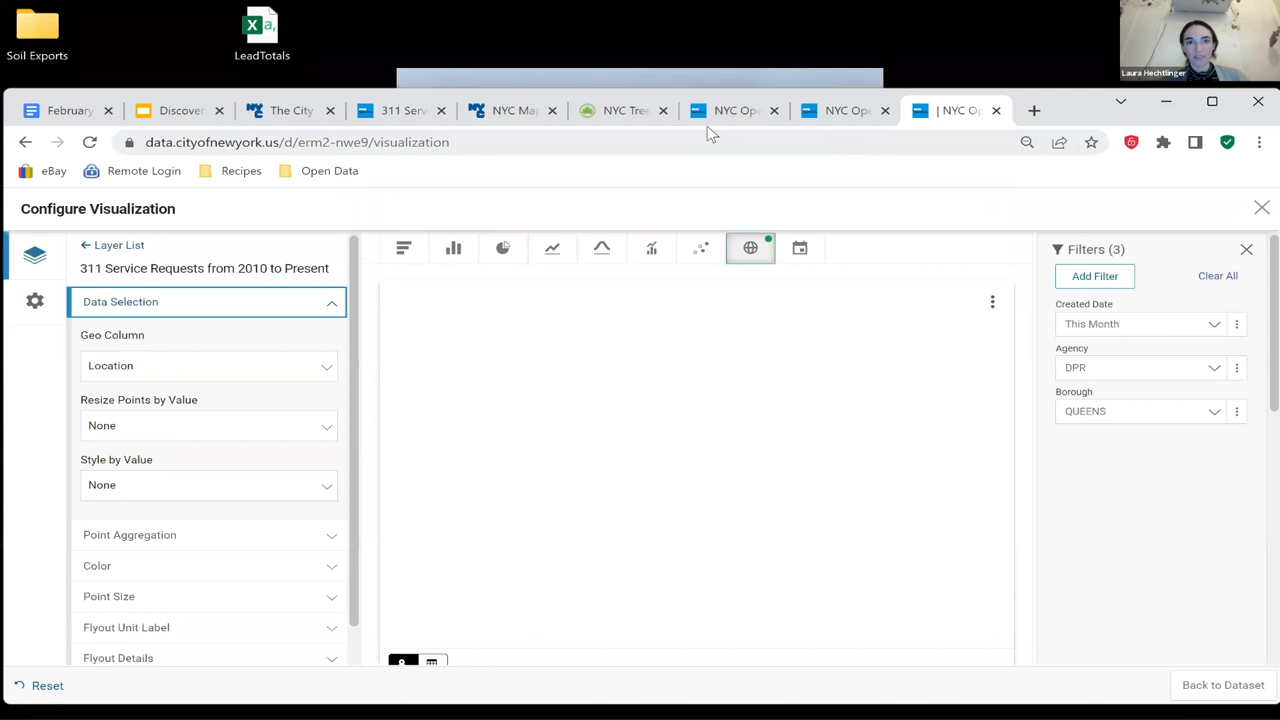 Soil Exports
LeadTotals
Laura Hechtlinger
February
Discover
The City
311 Serv
NYC Map
NYC Tree
NYC Ope
NYC Ope
| NYC Op
data.cityofnewyork.us/d/erm2-nwe9/visualization
eBay
Remote Login
Recipes
Open Data
Configure Visualization
Layer List
311 Service Requests from 2010 to Present
Data Selection
Geo Column
Location
Resize Points by Value
None
Style by Value
None
Point Aggregation
Color
Point Size
Flyout Unit Label
Flyout Details
Filters (3)
Add Filter
Clear All
Created Date
This Month
Agency
DPR
Borough
QUEENS
Reset
Back to Dataset